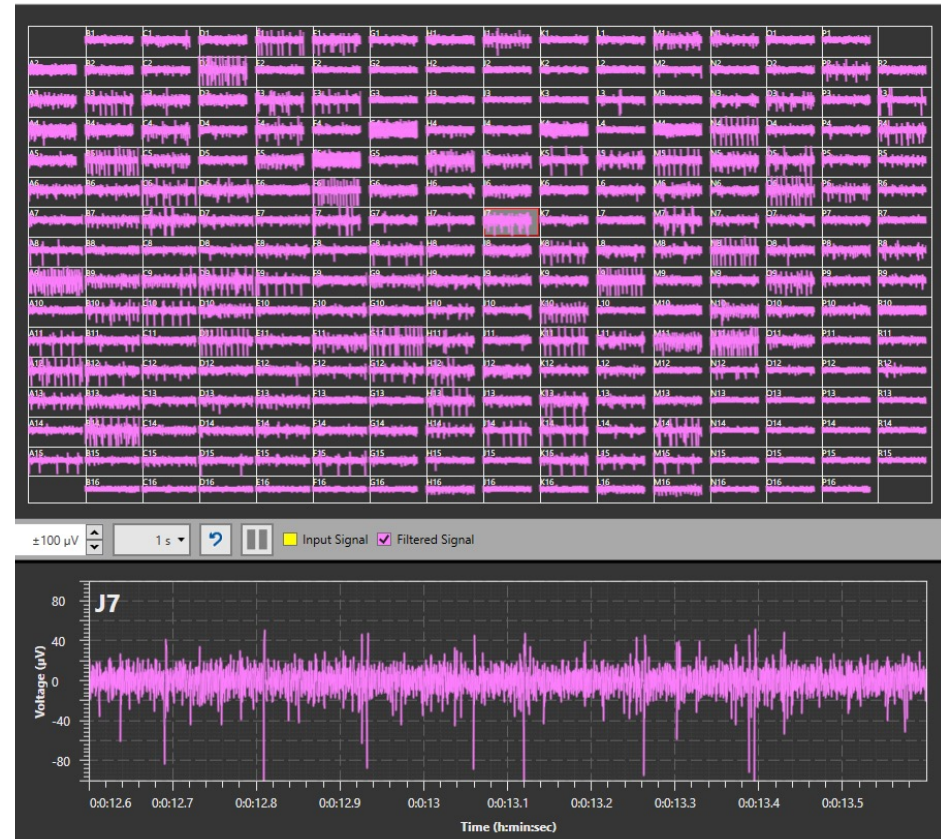 B1 C1 D1 E1 F1 G1 H1 J1 K1 L1 M1 N1 O1 P1
A2 B2 C2 D2 E2 F2 G2 H2 J2 K2 L2 M2 N2 O2 P2 R2
A3 B3 C3 D3 E3 F3 G3 H3 J3 K3 L3 M3 N3 O3 P3 R3
A4 B4 C4 D4 E4 F4 H4 J4 K4 L4 M4 N4 O4 P4 R4
A5 B5 C5 D5 E5 F5 G5 H5 J5 K5 L5 M5 N5 O5 P5 R5
A6 B6 C6 D6 E6 F6 G6 H6 J6 K6 L6 M6 N6 O6 P6 R6
A7 B7 C7 D7 E7 F7 G7 H7 J7 K7 L7 M7 N7 O7 P7 R7
A8 B8 C8 D8 E8 F8 G8 H8 J8 K8 L8 M8 N8 O8 P8 R8
A9 B9 C9 D9 E9 F9 G9 H9 J9 K9 L9 M9 N9 O9 P9 R9
A10 B10 C10 D10 E10 F10 G10 H10 J10 K10 L10 M10 N10 O10 P10 R10
A11 B11 C11 D11 E11 F11 G11 H11 J11 K11 L11 M11 N11 O11 P11 R11
A12 B12 C12 D12 E12 F12 G12 H12 J12 K12 L12 M12 N12 O12 P12 R12
A13 B13 C13 D13 E13 F13 G13 H13 J13 K13 L13 M13 N13 O13 P13 R13
A14 B14 C14 D14 E14 F14 G14 H14 J14 K14 L14 M14 N14 O14 P14 R14
A15 B15 C15 D15 E15 F15 G15 H15 J15 K15 L15 M15 N15 O15 P15 R15
B16 C16 D16 E16 F16 G16 H16 J16 K16 L16 M16 N16 O16 P16
±100 µV 1 s Input Signal Filtered Signal
J7
80
40
0
-40
-80
Voltage (µV)
0:0:12.6 0:0:12.7 0:0:12.8 0:0:12.9 0:0:13 0:0:13.1 0:0:13.2 0:0:13.3 0:0:13.4 0:0:13.5
Time (h:min:sec)